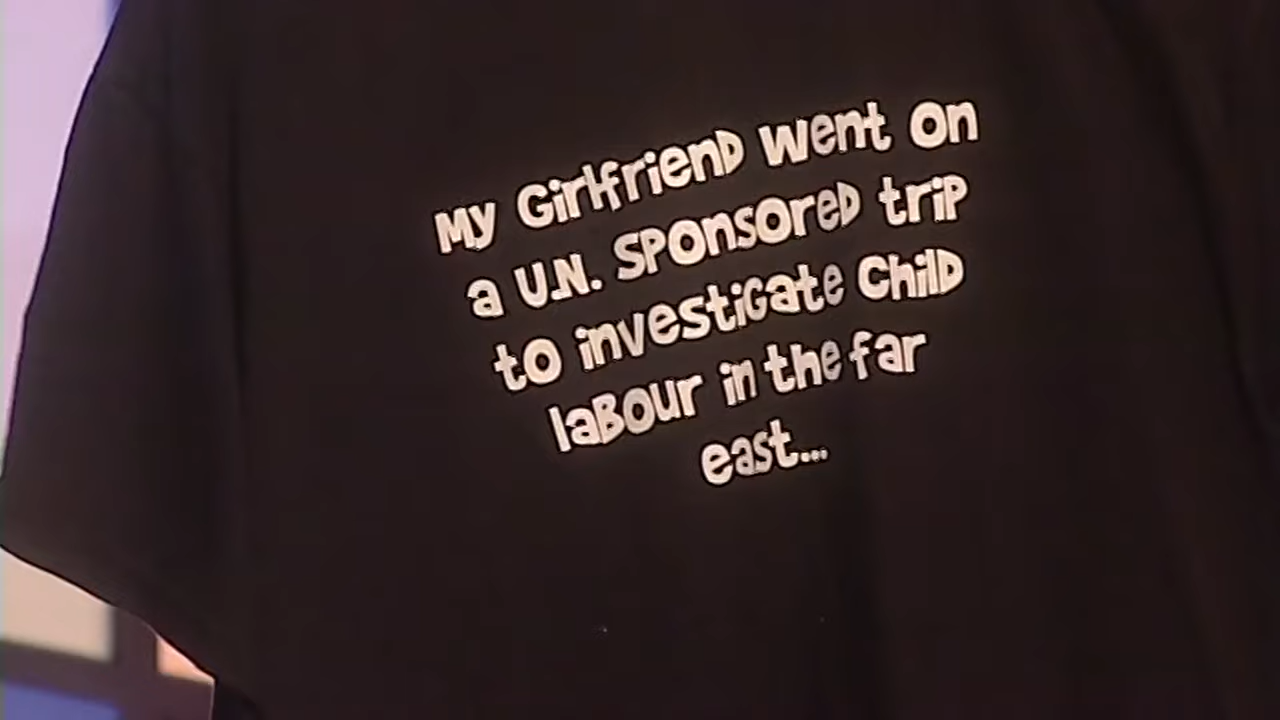 My Girlfriend went on
a U.N. sponsored trip
to investigate child
labour in the far
east...